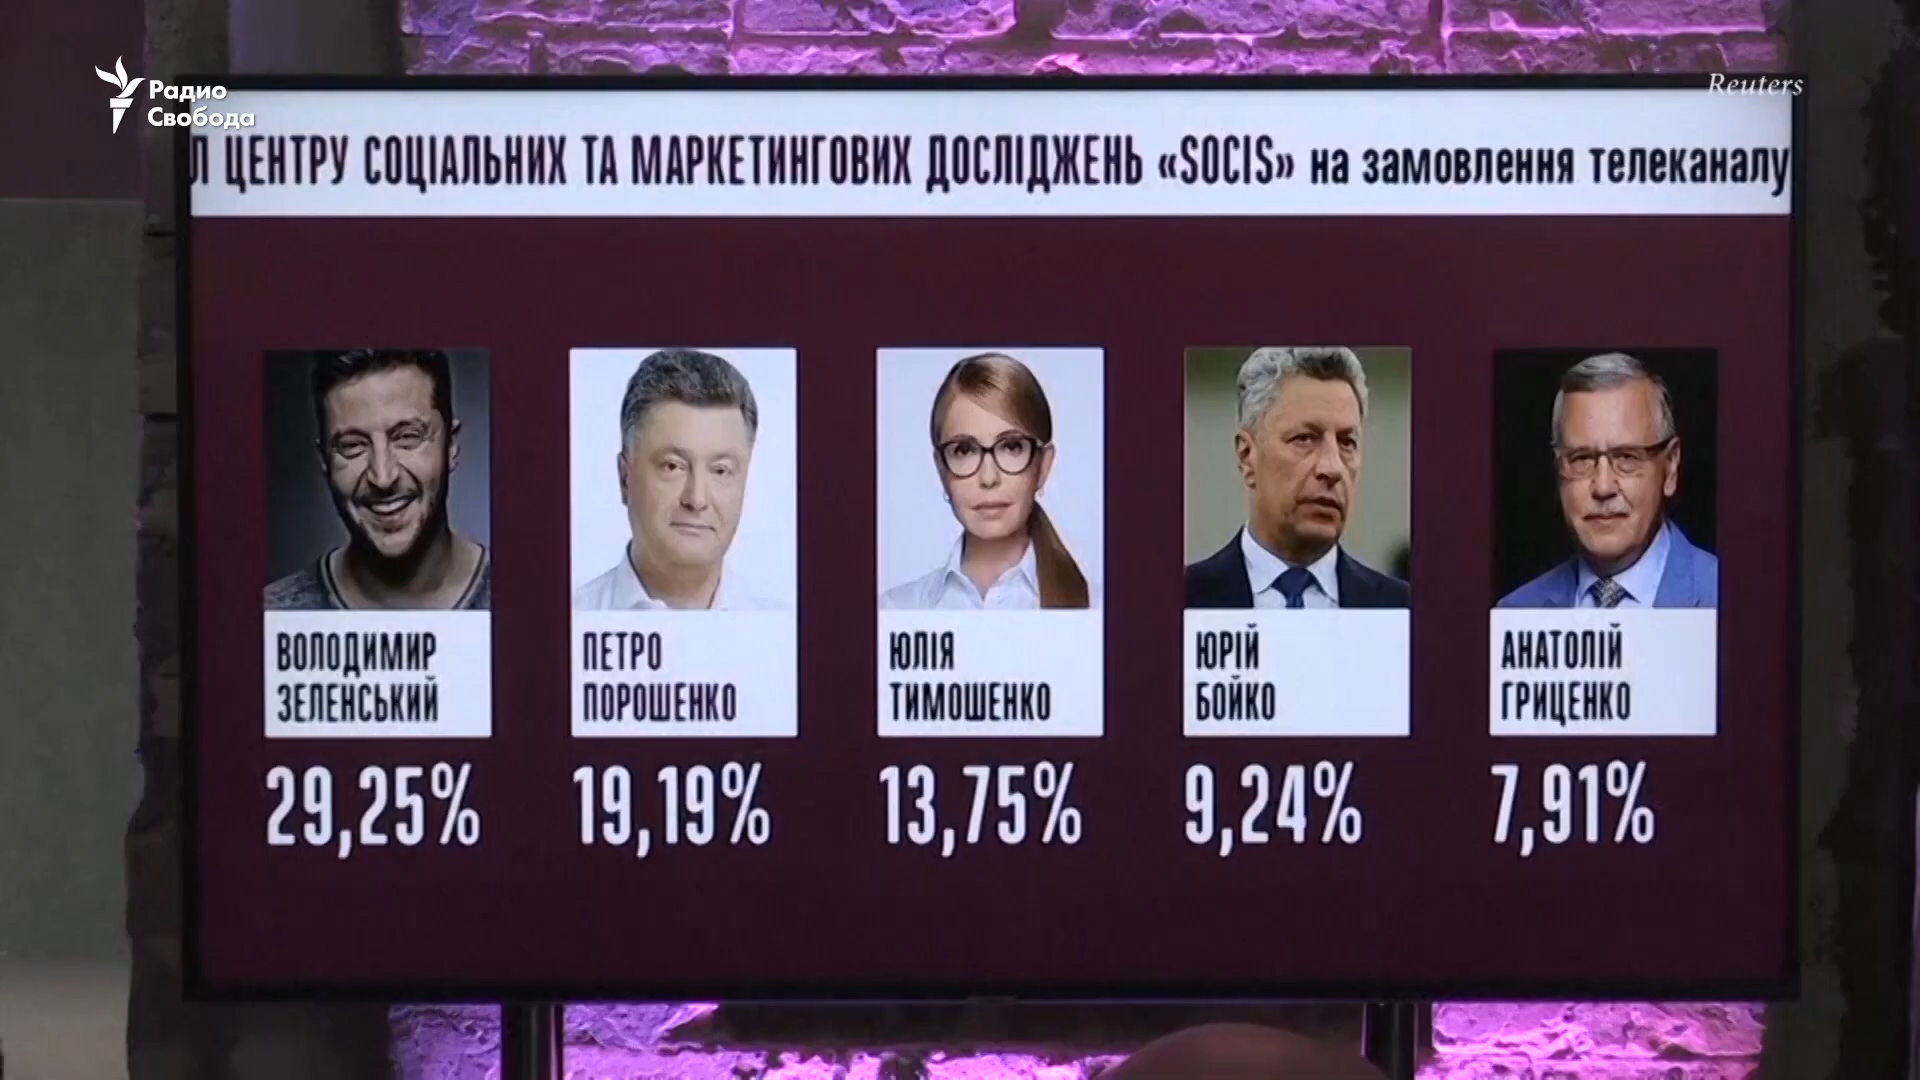 Радио
Свобода
Reuters
ЦЕНТРУ СОЦІАЛЬНИХ ТА МАРКЕТИНГОВИХ ДОСЛІДЖЕНЬ «SOCIS» на замовлення телеканалу
ВОЛОДИМИР
ЗЕЛЕНСЬКИЙ
29,25%
ПЕТРО
ПОРОШЕНКО
19,19%
ЮЛІЯ
ТИМОШЕНКО
13,75%
ЮРІЙ
БОЙКО
9,24%
АНАТОЛІЙ
ГРИЦЕНКО
7,91%